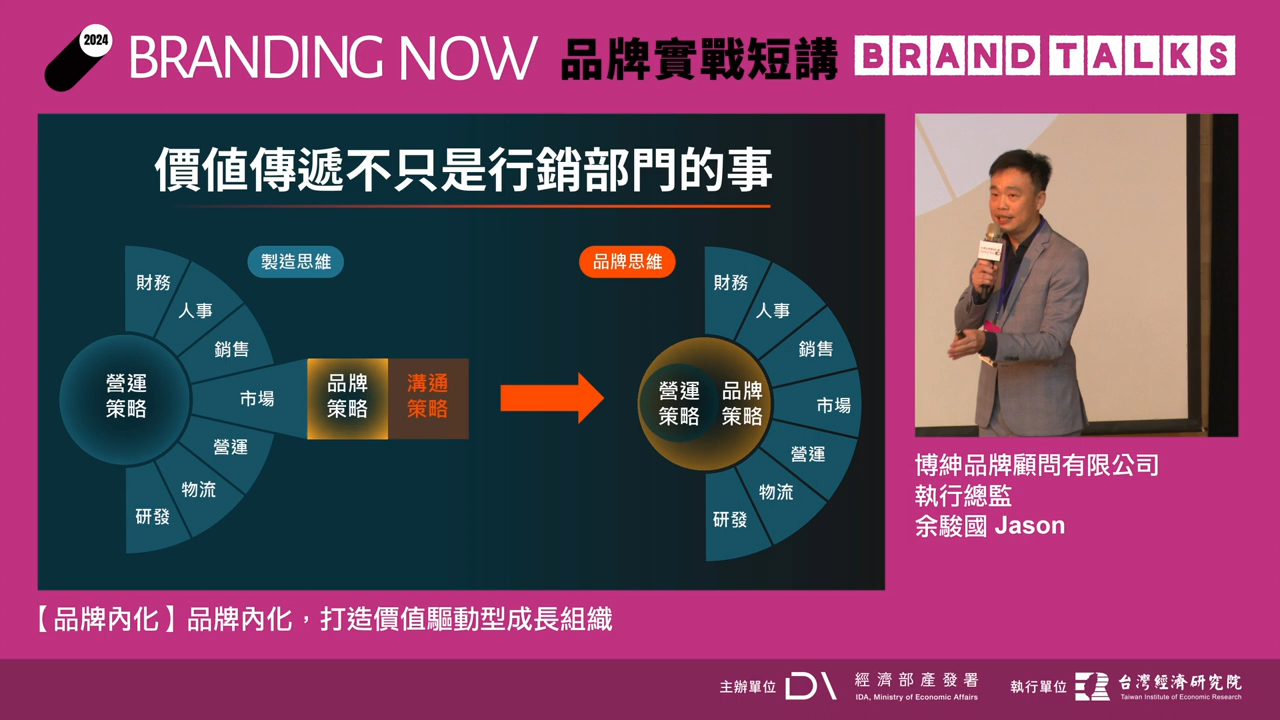 2024
BRANDING NOW 品牌實戰短講 BRAND TALKS
價值傳遞不只是行銷部門的事
製造思維
財務
人事
銷售
市場
營運
物流
研發
營運
策略
品牌
策略
溝通
策略
品牌思維
財務
人事
銷售
市場
營運
物流
研發
營運
策略
品牌
策略
博紳品牌顧問有限公司
執行總監
余駿國 Jason
【品牌內化】品牌內化，打造價值驅動型成長組織
主辦單位 IDA 經濟部產業發展署
IDA, Ministry of Economic Affairs
執行單位 台灣經濟研究院
Taiwan Institute of Economic Research